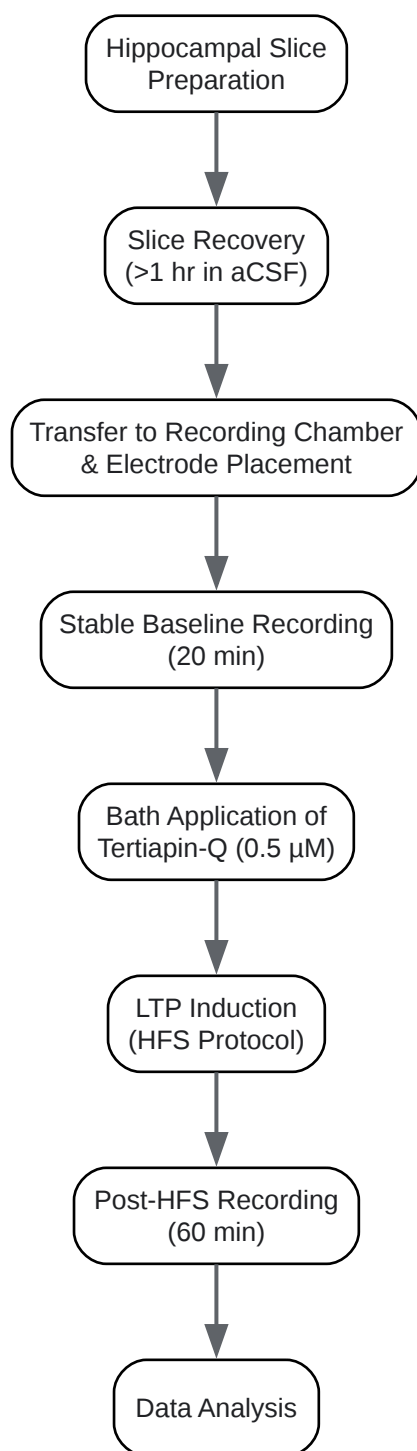 Hippocampal Slice
Preparation
Slice Recovery
(>1 hr in aCSF)
Transfer to Recording Chamber
& Electrode Placement
Stable Baseline Recording
(20 min)
Bath Application of
Tertiapin-Q (0.5 µM)
LTP Induction
(HFS Protocol)
Post-HFS Recording
(60 min)
Data Analysis